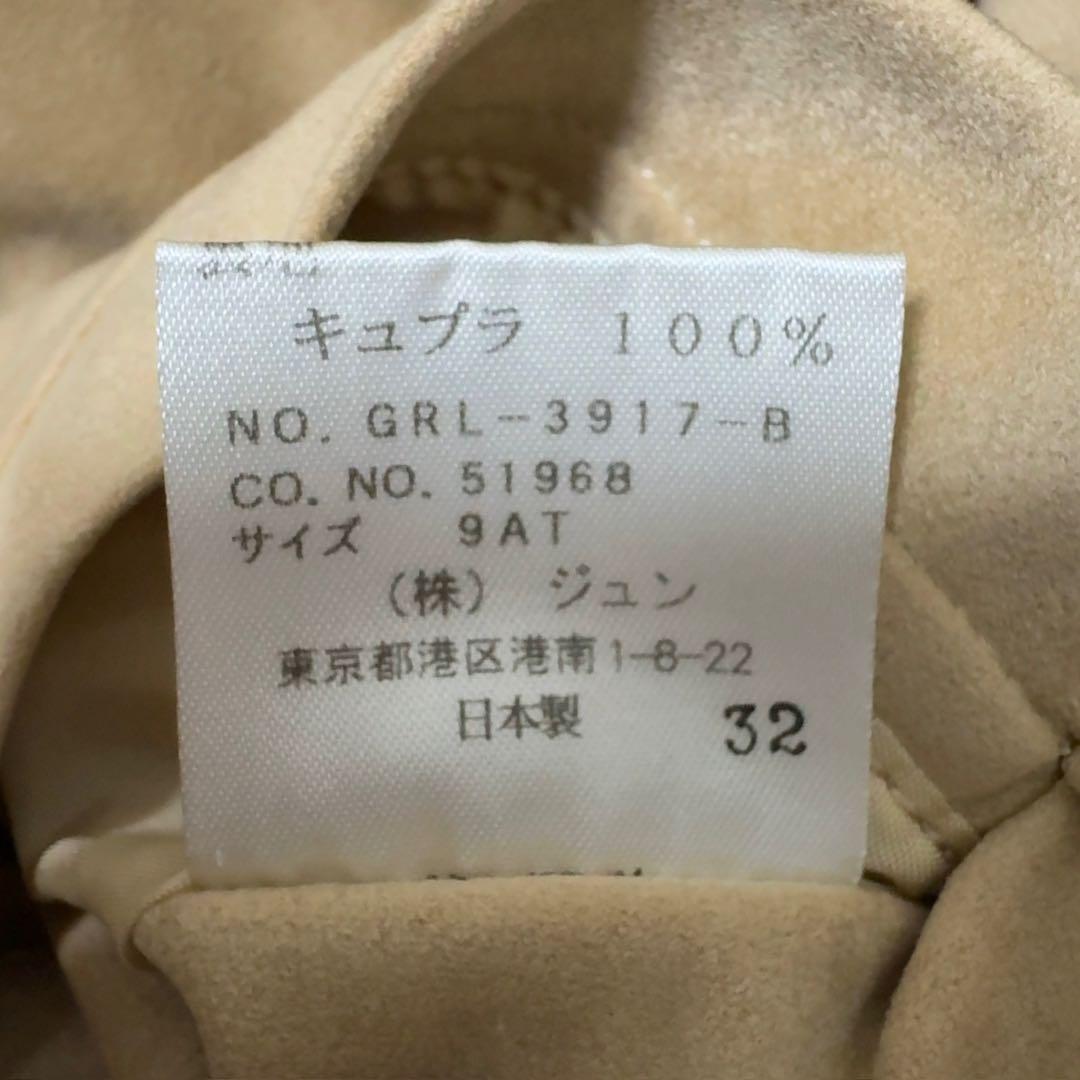 キュプラ 100%
NO. GRL-3917-B
CO. NO. 51968
サイズ 9AT
(株) ジュン
東京都港区港南1-8-22
日本製 32